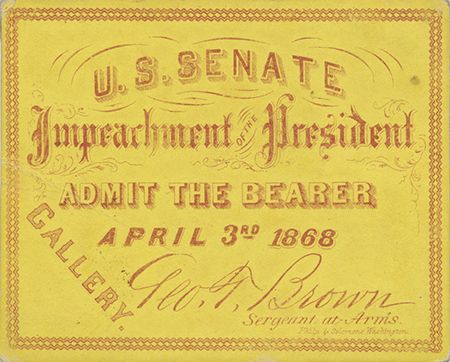 U.S. SENATE
Impeachment OF THE President
ADMIT THE BEARER
APRIL 3RD 1868
GALLERY.
Geo. T. Brown
Sergeant at Arms.
Philp & Solomons Washington.